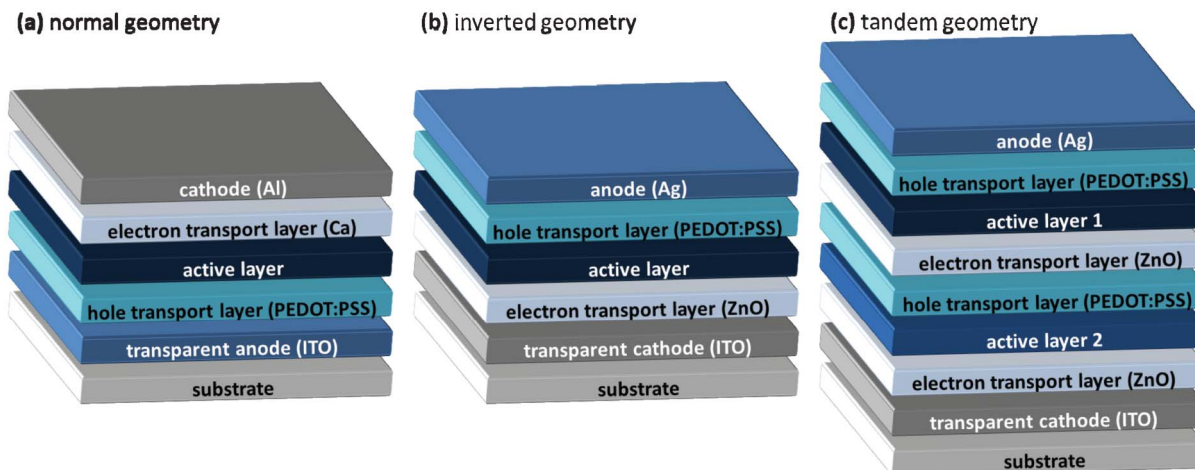 (a) normal geometry
cathode (Al)
electron transport layer (Ca)
active layer
hole transport layer (PEDOT:PSS)
transparent anode (ITO)
substrate
(b) inverted geometry
anode (Ag)
hole transport layer (PEDOT:PSS)
active layer
electron transport layer (ZnO)
transparent cathode (ITO)
substrate
(c) tandem geometry
anode (Ag)
hole transport layer (PEDOT:PSS)
active layer 1
electron transport layer (ZnO)
hole transport layer (PEDOT:PSS)
active layer 2
electron transport layer (ZnO)
transparent cathode (ITO)
substrate